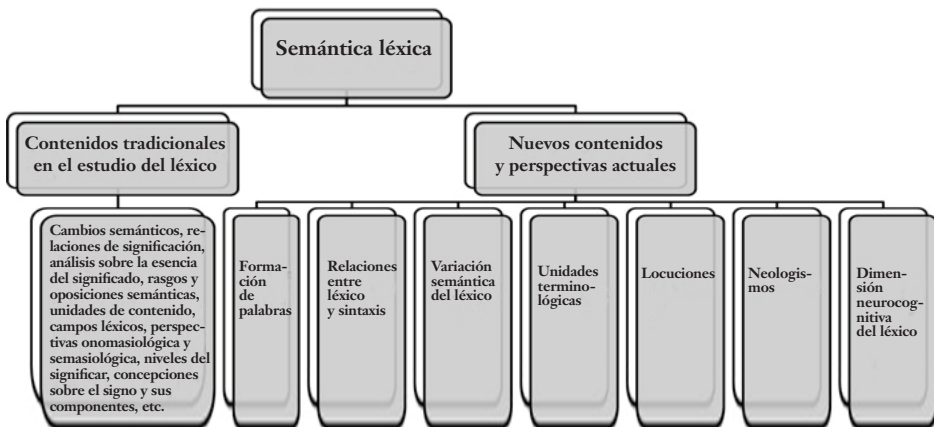 Semántica léxica
Contenidos tradicionales
en el estudio del léxico
Nuevos contenidos
y perspectivas actuales
Cambios semánticos, re-
laciones de significación,
análisis sobre la esencia
del significado, rasgos y
oposiciones semánticas,
unidades de contenido,
campos léxicos, perspec-
tivas onomasiológica y
semasiológica, niveles del
significar, concepciones
sobre el signo y sus
componentes, etc.
Forma-
ción
de
palabras
Relaciones
entre
léxico
y sintaxis
Variación
semántica
del léxico
Unidades
termino-
lógicas
Locuciones
Neologis-
mos
Dimen-
sión
neurocog-
nitiva
del léxico